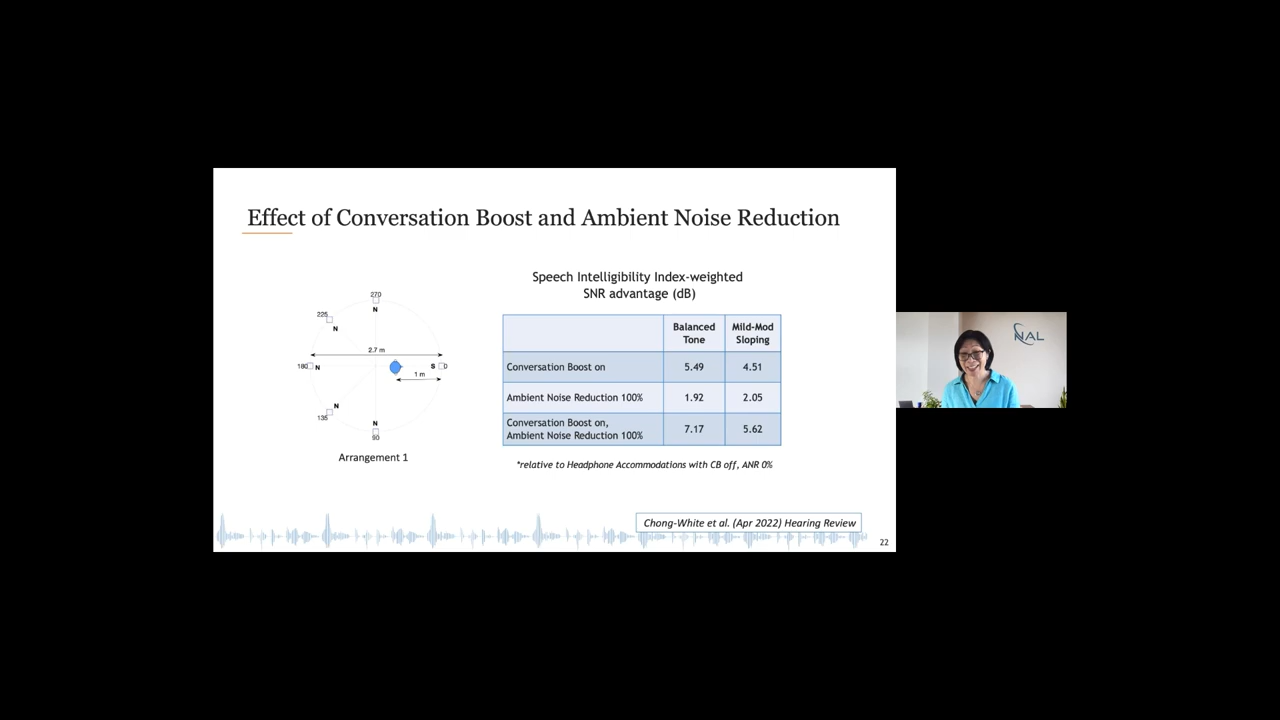 Effect of Conversation Boost and Ambient Noise Reduction
270
N
225
N
2.7 m
180
N
S
0
1 m
N
135
N
90
Arrangement 1
Speech Intelligibility Index-weighted
SNR advantage (dB)
Balanced
Tone
Mild-Mod
Sloping
Conversation Boost on
5.49
4.51
Ambient Noise Reduction 100%
1.92
2.05
Conversation Boost on,
Ambient Noise Reduction 100%
7.17
5.62
*relative to Headphone Accommodations with CB off, ANR 0%
Chong-White et al. (Apr 2022) Hearing Review
22
NAL